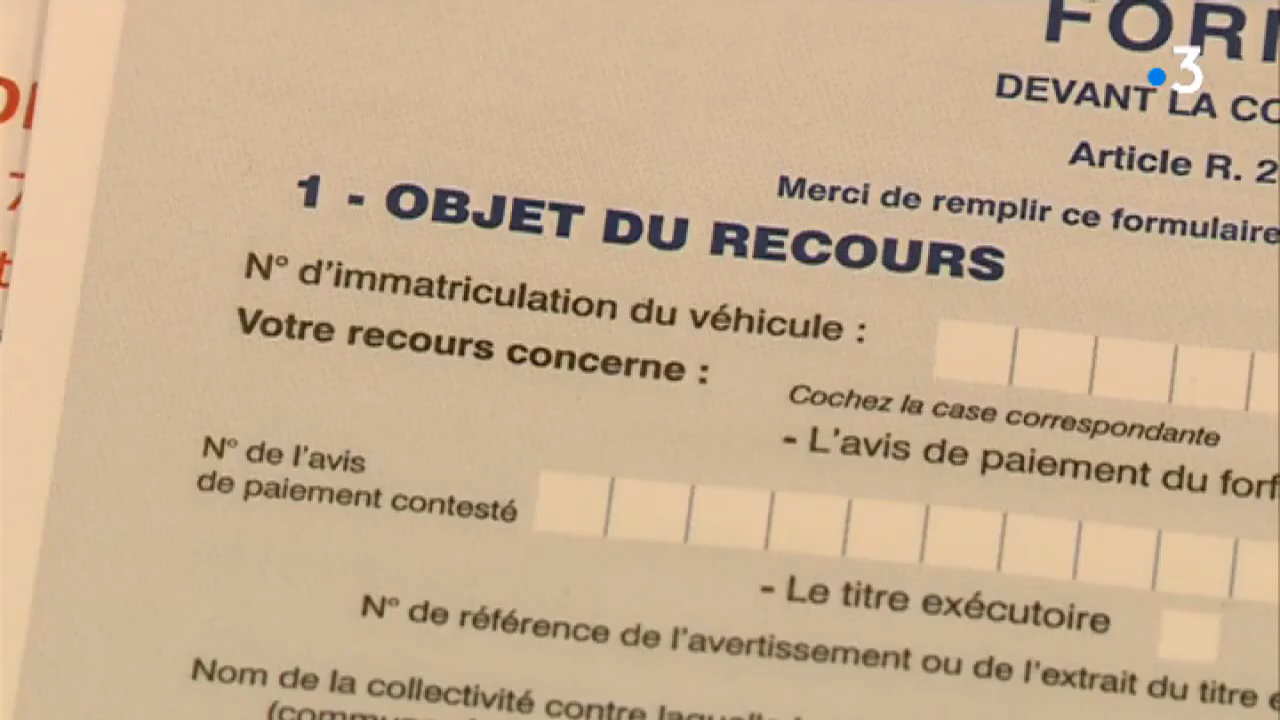 FOR
3
DEVANT LA CO
Article R. 2
Merci de remplir ce formulaire
1 - OBJET DU RECOURS
N° d'immatriculation du véhicule :
Votre recours concerne :
Cochez la case correspondante
- L'avis de paiement du forf
N° de l'avis
de paiement contesté
- Le titre exécutoire
N° de référence de l'avertissement ou de l'extrait du titre e
Nom de la collectivité contre laquelle